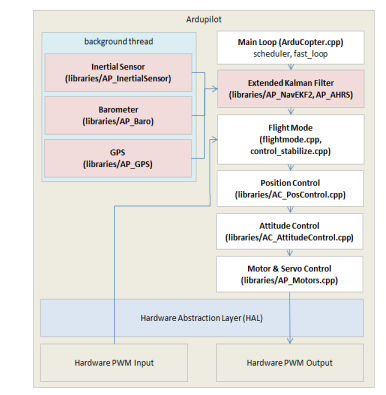 Ardupilot
background thread
Inertial Sensor
(libraries/AP_InertialSensor)
Barometer
(libraries/AP_Baro)
GPS
(libraries/AP_GPS)
Main Loop (ArduCopter.cpp)
scheduler, fast_loop
Extended Kalman Filter
(libraries/AP_NavEKF2, AP_AHRS)
Flight Mode
(flightmode.cpp,
control_stabilize.cpp)
Position Control
(libraries/AC_PosControl.cpp)
Attitude Control
(libraries/AC_AttitudeControl.cpp)
Motor & Servo Control
(libraries/AP_Motors.cpp)
Hardware Abstraction Layer (HAL)
Hardware PWM Input
Hardware PWM Output